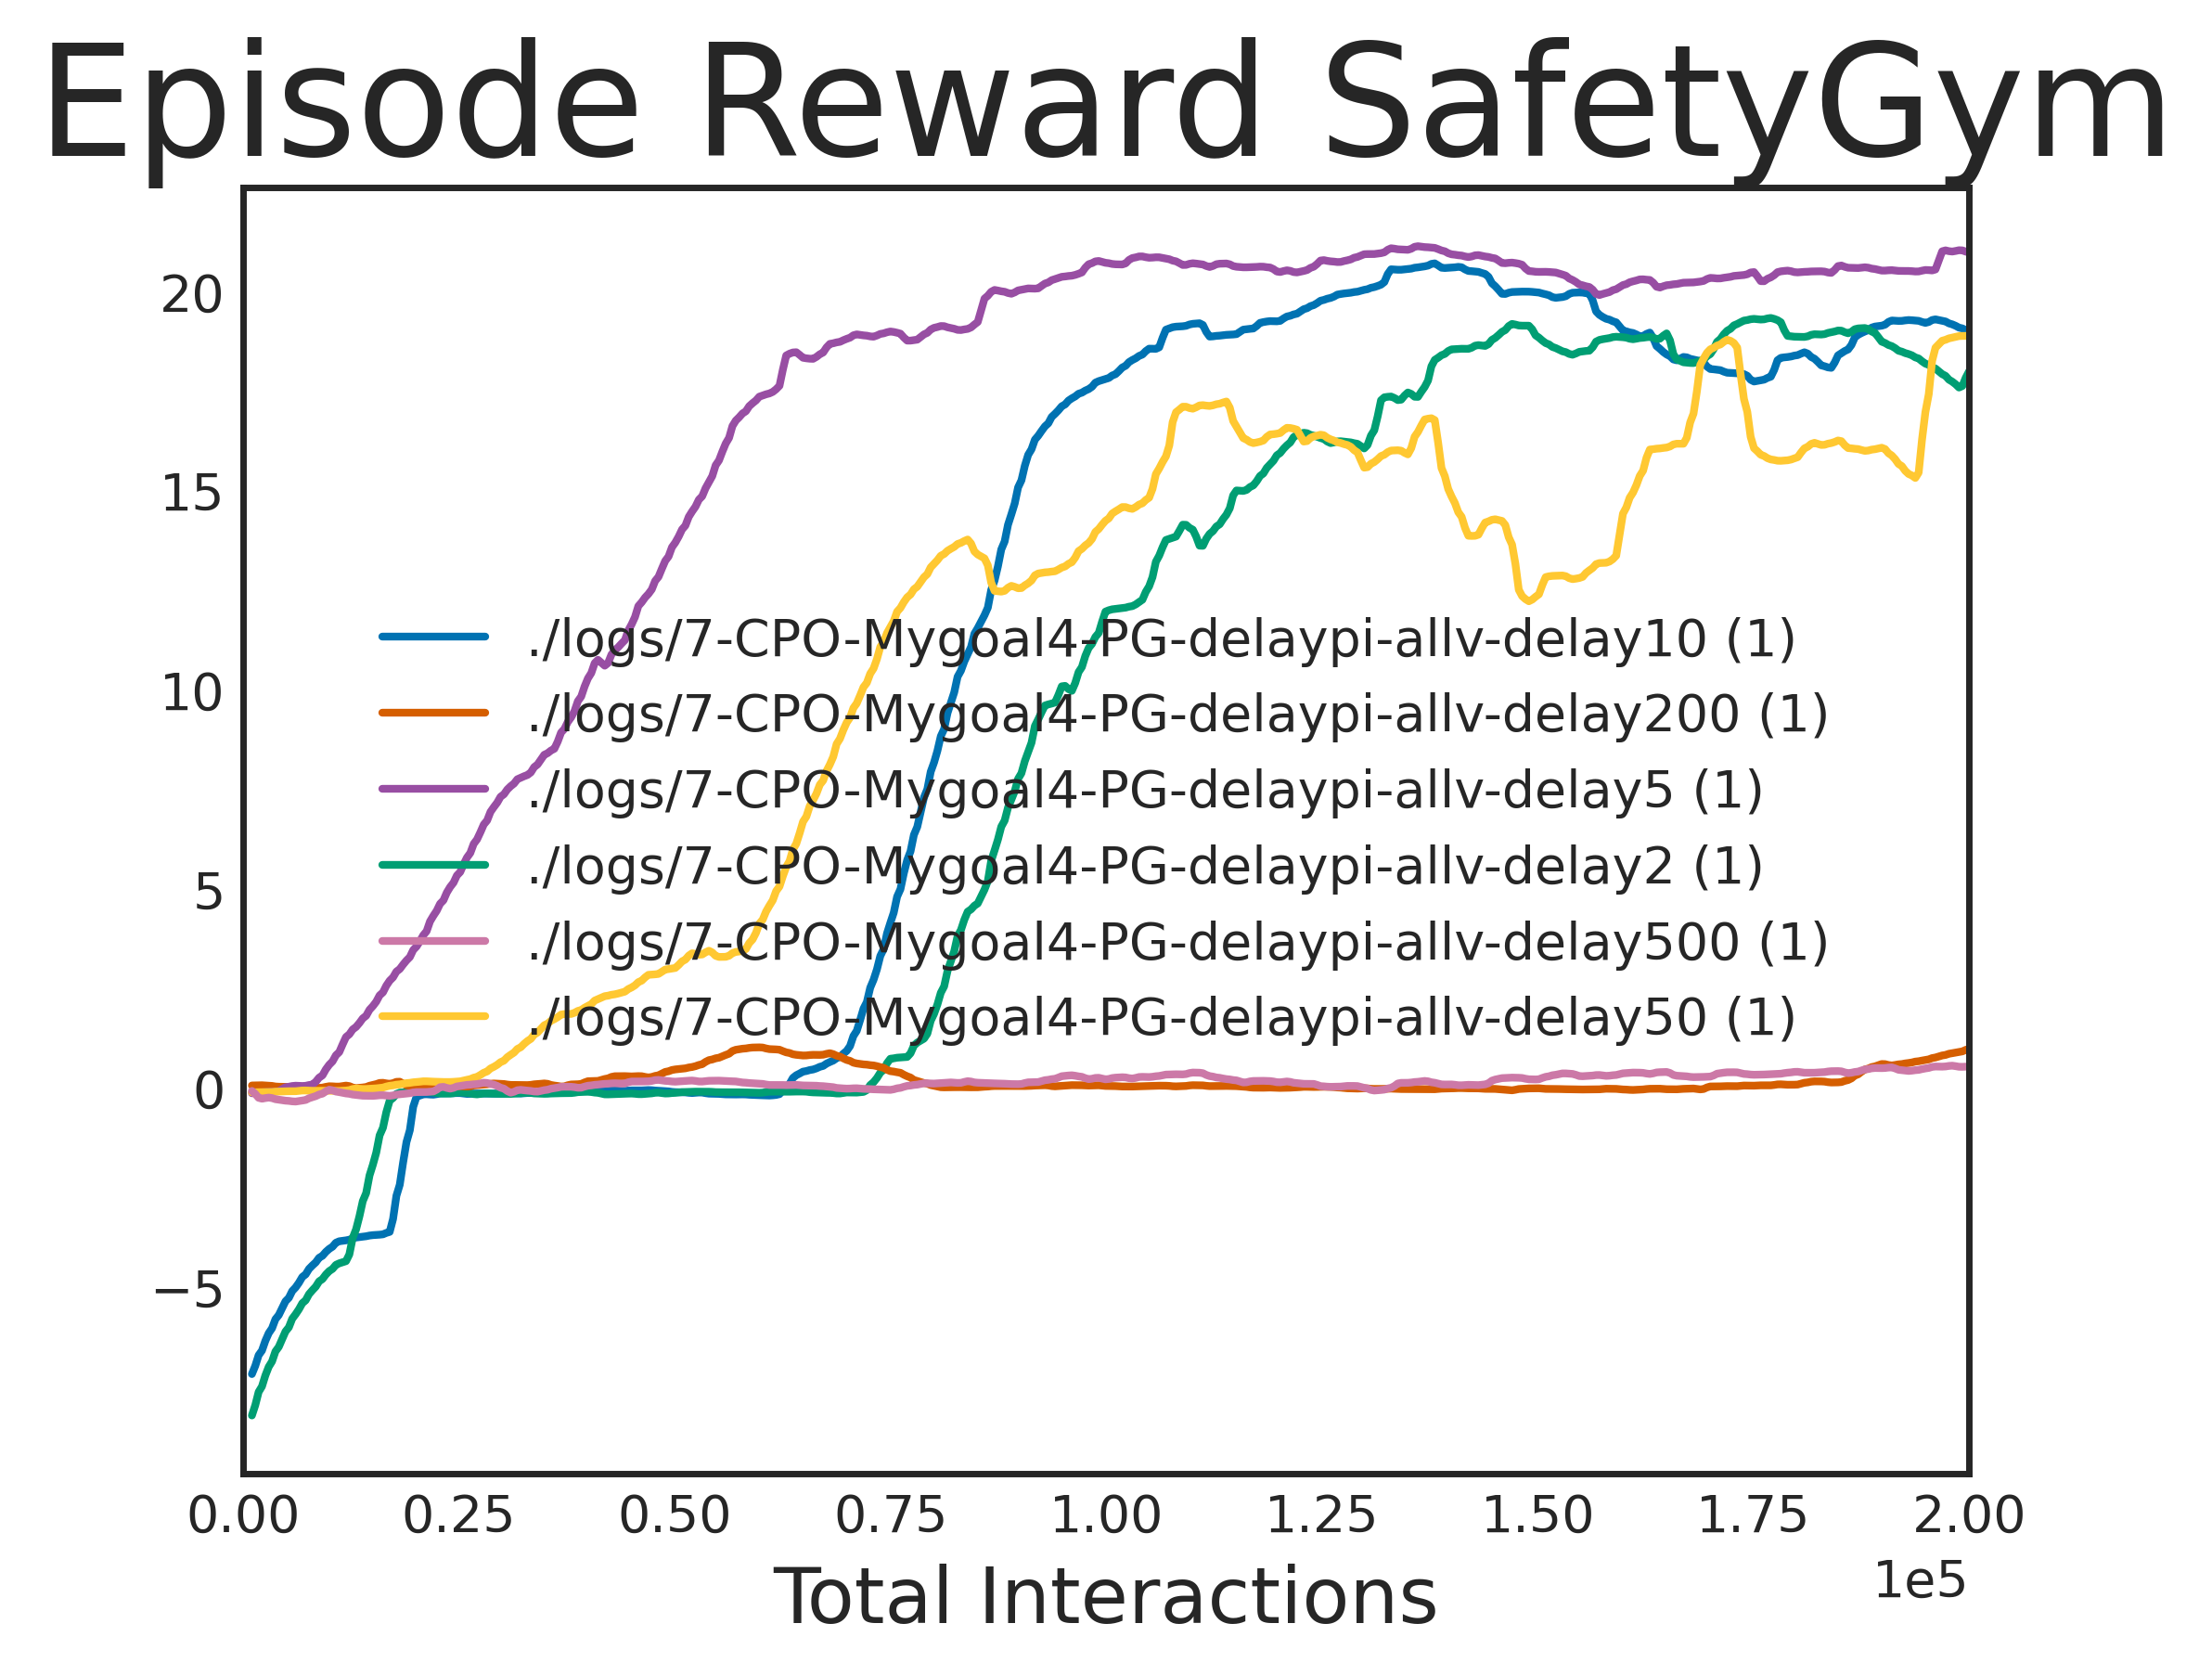 Episode Reward SafetyGym
20
15
10
5
0
−5
./logs/7-CPO-Mygoal4-PG-delaypi-allv-delay10 (1)
./logs/7-CPO-Mygoal4-PG-delaypi-allv-delay200 (1)
./logs/7-CPO-Mygoal4-PG-delaypi-allv-delay5 (1)
./logs/7-CPO-Mygoal4-PG-delaypi-allv-delay2 (1)
./logs/7-CPO-Mygoal4-PG-delaypi-allv-delay500 (1)
./logs/7-CPO-Mygoal4-PG-delaypi-allv-delay50 (1)
0.00 0.25 0.50 0.75 1.00 1.25 1.50 1.75 2.00
1e5
Total Interactions